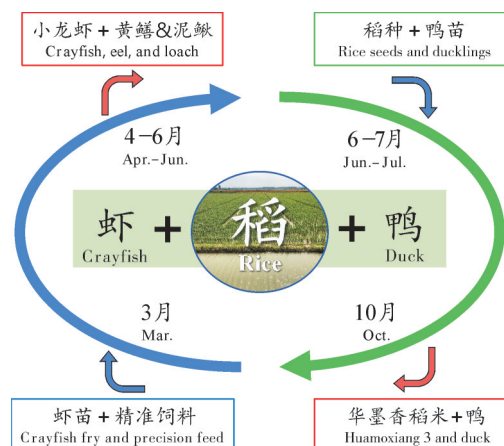 小龙虾+黄鳝&泥鳅
Crayfish, eel, and loach
稻种+鸭苗
Rice seeds and ducklings
4-6月
Apr.-Jun.
6-7月
Jun.-Jul.
虾 + 稻 + 鸭
Crayfish Rice Duck
3月
Mar.
10月
Oct.
虾苗+精准饲料
Crayfish fry and precision feed
华墨香稻米+鸭
Huamoxiang 3 and duck